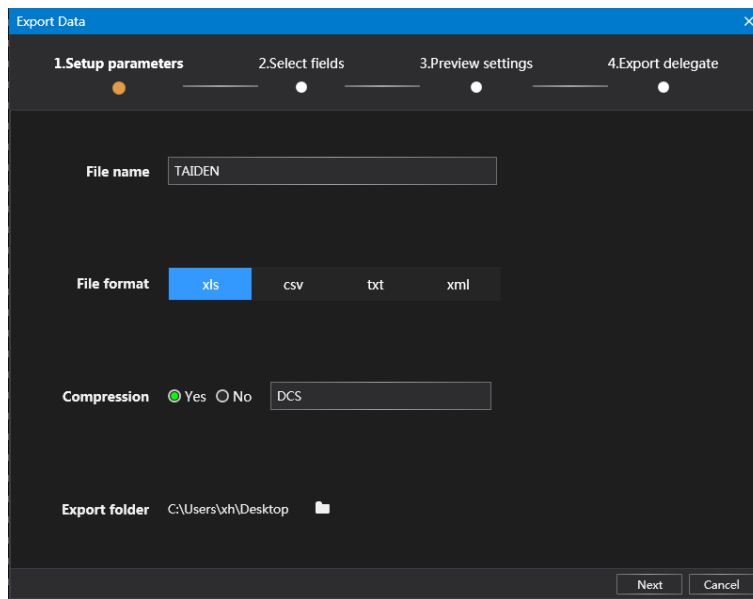 Export Data
1.Setup parameters 2.Select fields 3.Preview settings 4.Export delegate
File name TAIDEN
File format xls csv txt xml
Compression Yes No DCS
Export folder C:\Users\xh\Desktop
Next Cancel